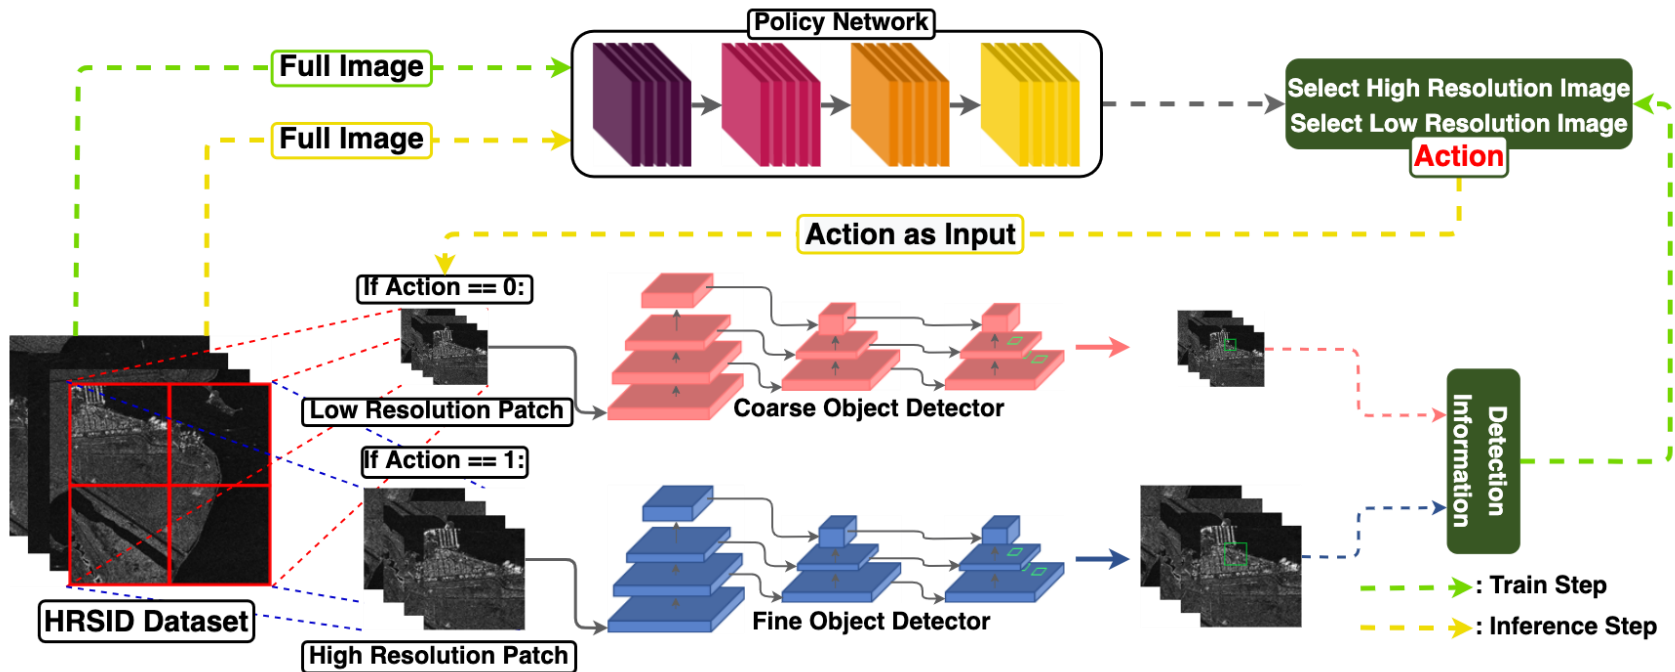 Policy Network
Full Image
Full Image
Select High Resolution Image
Select Low Resolution Image
Action
Action as Input
If Action == 0:
Low Resolution Patch
Coarse Object Detector
If Action == 1:
Detection
Information
HRSID Dataset
High Resolution Patch
Fine Object Detector
: Train Step
: Inference Step